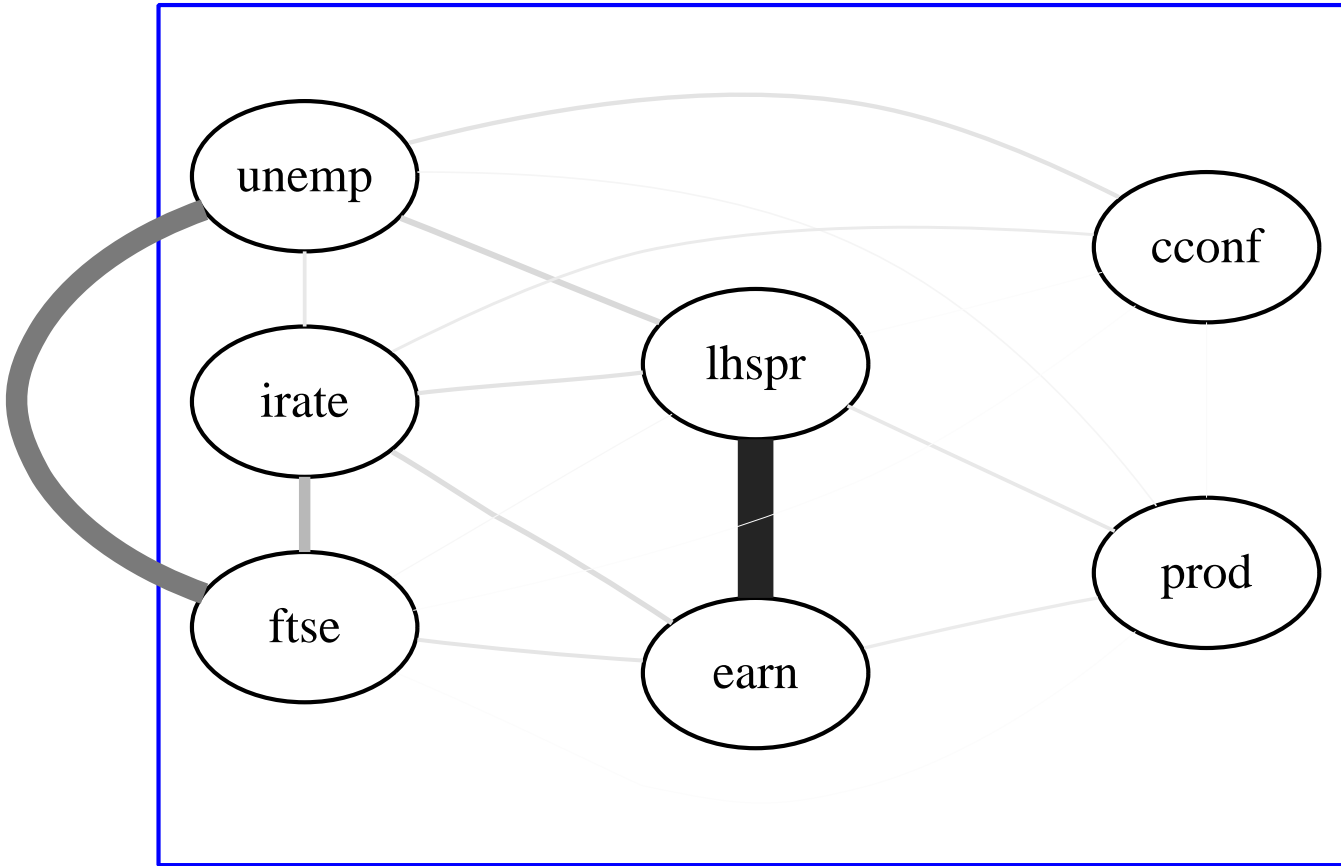 unemp
cconf
lhspr
irate
prod
ftse
earn